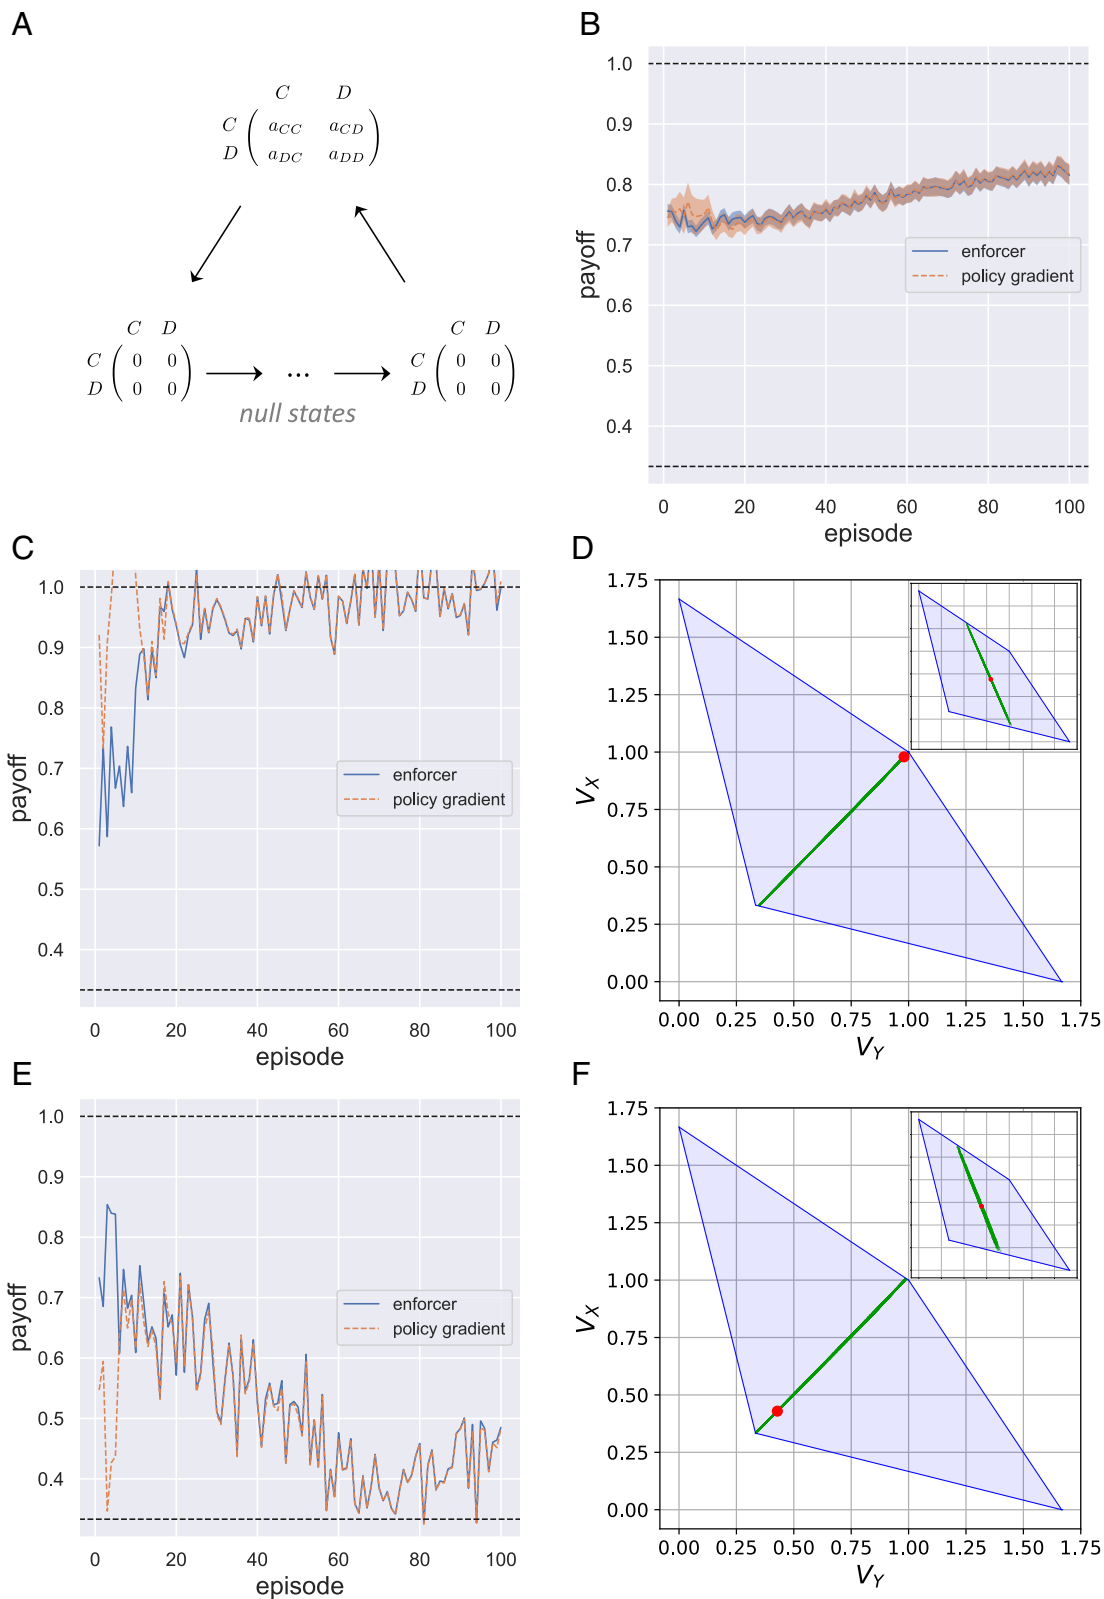 A
C D
C a_CC a_CD
D a_DC a_DD
C D
C 0 0
D 0 0
...
C D
C 0 0
D 0 0
null states
B
1.0
0.9
0.8
0.7
0.6
0.5
0.4
payoff
enforcer
policy gradient
0 20 40 60 80 100
episode
C
1.0
0.9
0.8
0.7
0.6
0.5
0.4
payoff
enforcer
policy gradient
0 20 40 60 80 100
episode
D
1.75
1.50
1.25
1.00
0.75
0.50
0.25
0.00
V_X
0.00 0.25 0.50 0.75 1.00 1.25 1.50 1.75
V_Y
E
1.0
0.9
0.8
0.7
0.6
0.5
0.4
payoff
enforcer
policy gradient
0 20 40 60 80 100
episode
F
1.75
1.50
1.25
1.00
0.75
0.50
0.25
0.00
V_X
0.00 0.25 0.50 0.75 1.00 1.25 1.50 1.75
V_Y